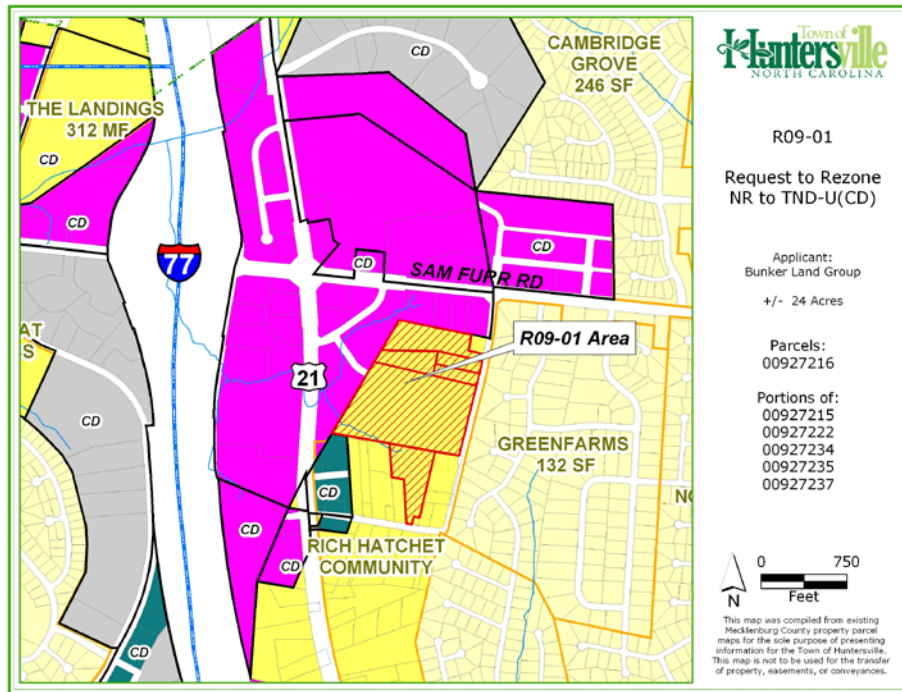 CD
CAMBRIDGE
GROVE
246 SF
THE LANDINGS
312 MF
CD
CD
CD
CD
CD
77
SAM FURR RD
R09-01 Area
21
CD
GREENFARMS
132 SF
CD
CD
CD
RICH HATCHET
COMMUNITY
CD
Town of
Huntersville
NORTH CAROLINA
R09-01
Request to Rezone
NR to TND-U(CD)
Applicant:
Bunker Land Group
+/- 24 Acres
Parcels:
00927216
Portions of:
00927215
00927222
00927234
00927235
00927237
N
0 750
Feet
This map was compiled from existing
Mecklenburg County property parcel
maps for the sole purpose of presenting
information for the Town of Huntersville.
This map is not to be used for the transfer
of property, easements, or conveyances.